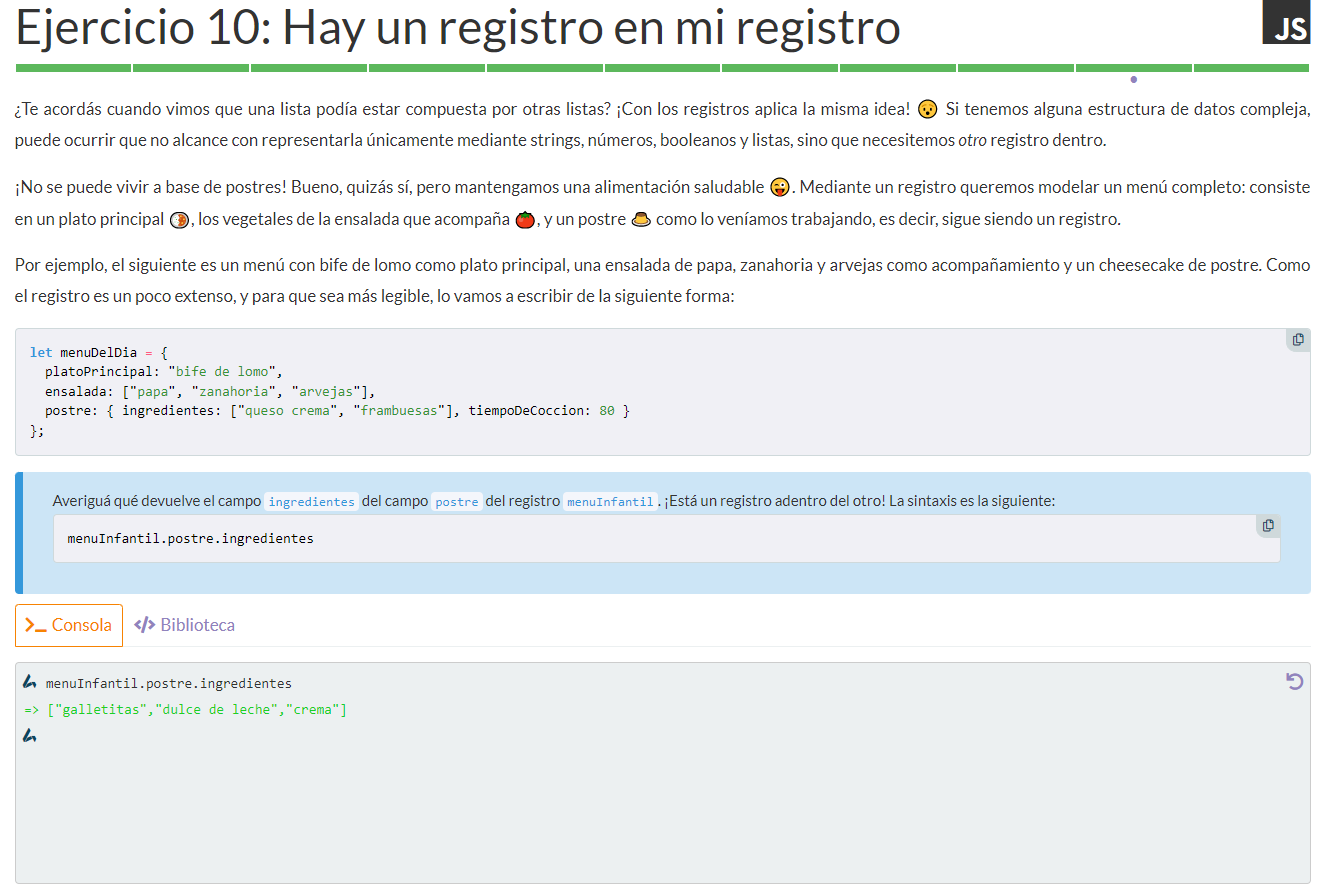 Ejercicio 10: Hay un registro en mi registro
JS
¿Te acordás cuando vimos que una lista podía estar compuesta por otras listas? ¡Con los registros aplica la misma idea! 😯 Si tenemos alguna estructura de datos compleja,
puede ocurrir que no alcance con representarla únicamente mediante strings, números, booleanos y listas, sino que necesitemos otro registro dentro.
¡No se puede vivir a base de postres! Bueno, quizás sí, pero mantengamos una alimentación saludable 😜. Mediante un registro queremos modelar un menú completo: consiste
en un plato principal 🍖, los vegetales de la ensalada que acompaña 🍅, y un postre 🍮 como lo veníamos trabajando, es decir, sigue siendo un registro.
Por ejemplo, el siguiente es un menú con bife de lomo como plato principal, una ensalada de papa, zanahoria y arvejas como acompañamiento y un cheesecake de postre. Como
el registro es un poco extenso, y para que sea más legible, lo vamos a escribir de la siguiente forma:
let menuDelDia = {
platoPrincipal: "bife de lomo",
ensalada: ["papa", "zanahoria", "arvejas"],
postre: { ingredientes: ["queso crema", "frambuesas"], tiempoDeCoccion: 80 }
};
Averiguá qué devuelve el campo ingredientes del campo postre del registro menuInfantil. ¡Está un registro adentro del otro! La sintaxis es la siguiente:
menuInfantil.postre.ingredientes
Consola
</> Biblioteca
menuInfantil.postre.ingredientes
=> ["galletitas","dulce de leche","crema"]